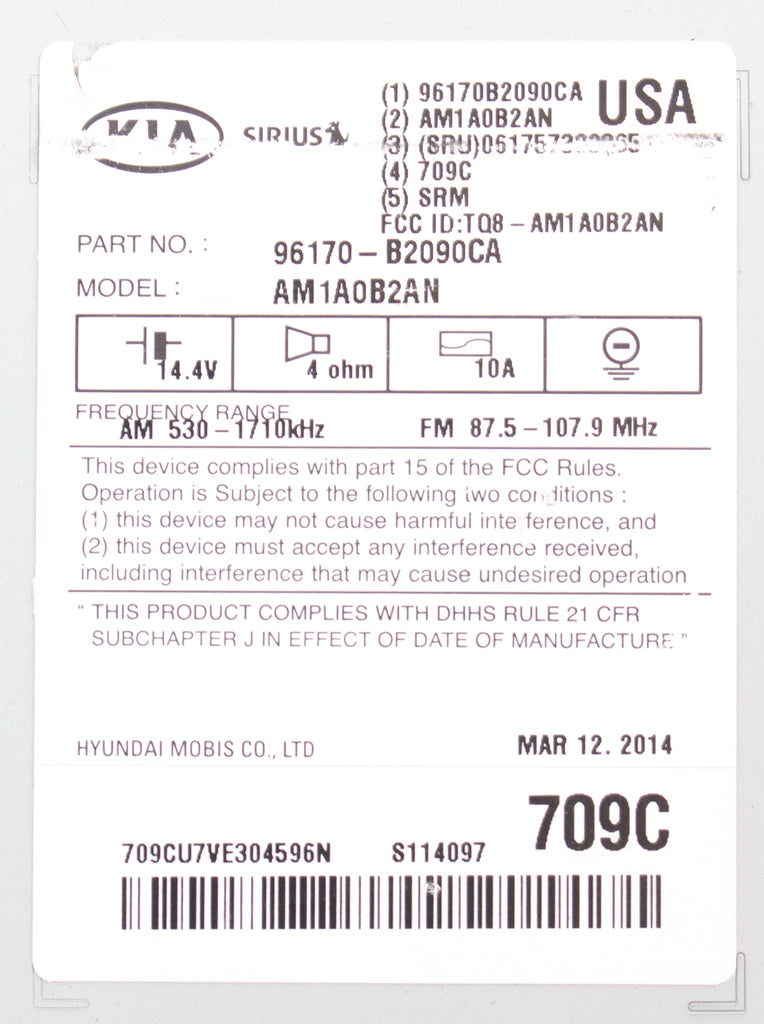 KIA SIRIUS
(1) 96170B2090CA USA
(2) AM1A0B2AN
(4) 709C
(5) SRM
FCC ID:TQ8-AM1A0B2AN
PART NO. : 96170-B2090CA
MODEL : AM1A0B2AN
14.4V 4 ohm 10A
FREQUENCY RANGE
AM 530-1710kHz FM 87.5-107.9 MHz
This device complies with part 15 of the FCC Rules.
Operation is Subject to the following two conditions :
(1) this device may not cause harmful interference, and
(2) this device must accept any interference received,
including interference that may cause undesired operation
" THIS PRODUCT COMPLIES WITH DHHS RULE 21 CFR
SUBCHAPTER J IN EFFECT OF DATE OF MANUFACTURE "
HYUNDAI MOBIS CO., LTD MAR 12. 2014
709C
709CU7VE304596N S114097